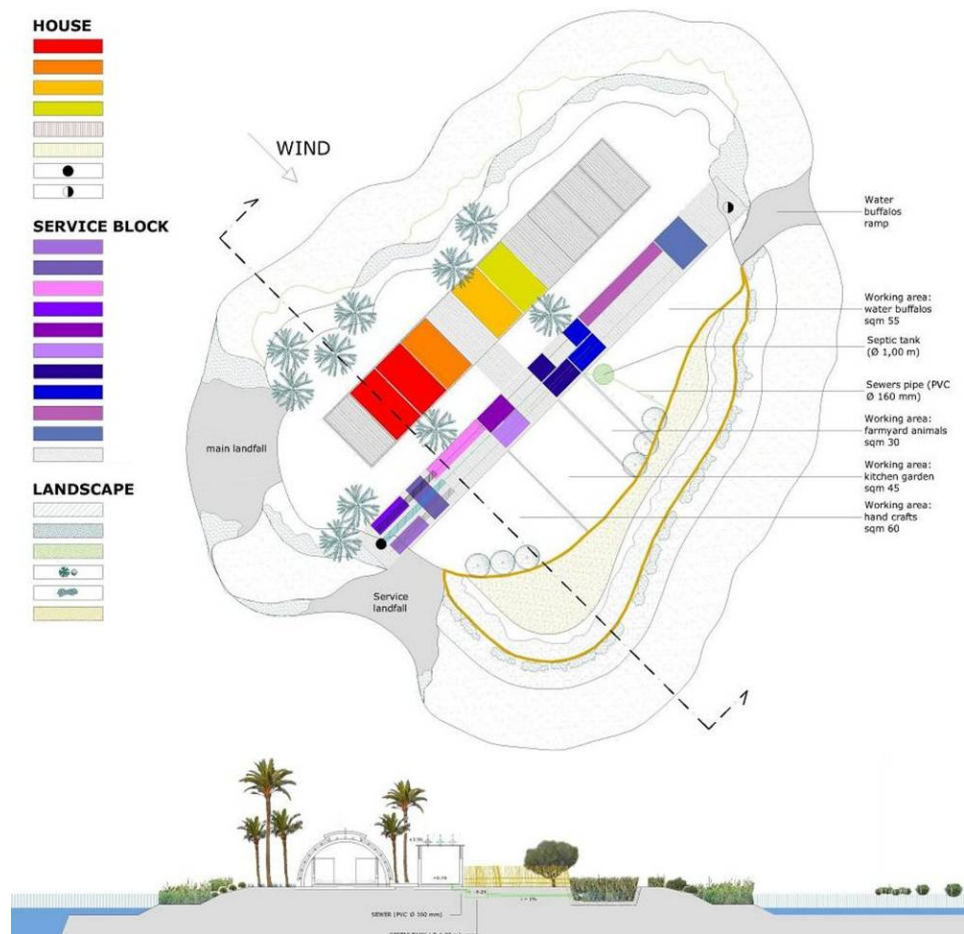 HOUSE
WIND
SERVICE BLOCK
Water
buffalos
ramp
Working area:
water buffalos
sqm 55
Septic tank
(Ø 1,00 m)
Sewers pipe (PVC
Ø 160 mm)
Working area:
farmyard animals
sqm 30
main landfall
Working area:
kitchen garden
sqm 45
LANDSCAPE
Working area:
hand crafts
sqm 60
Service
landfall
SEWER (PVC Ø 160 mm)